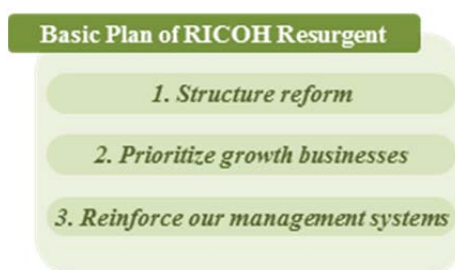 Basic Plan of RICOH Resurgent
1. Structure reform
2. Prioritize growth businesses
3. Reinforce our management systems